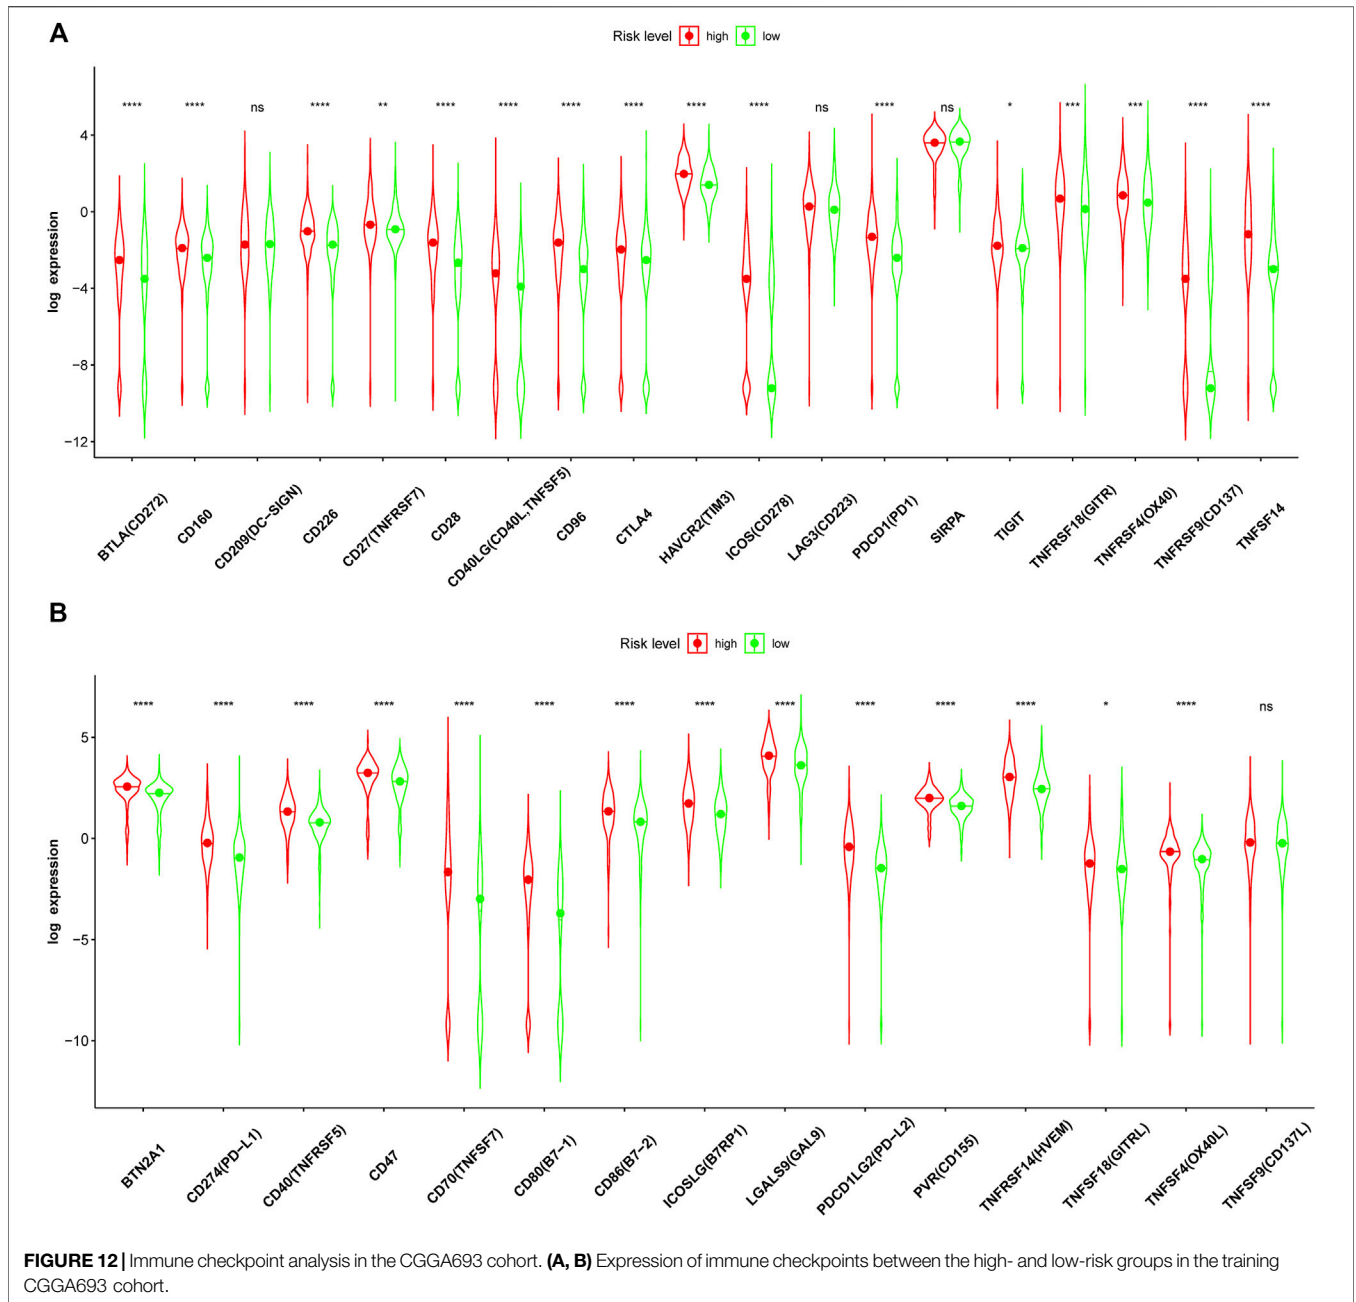 A
Risk level high low
**** **** ns **** ** **** **** **** **** **** **** ns **** ns * *** *** **** ****
4
0
−4
−8
−12
log expression
BTLA(CD272)
CD160
CD209(DC−SIGN)
CD226
CD27(TNFRSF7)
CD28
CD40LG(CD40L,TNFSF5)
CD96
CTLA4
HAVCR2(TIM3)
ICOS(CD278)
LAG3(CD223)
PDCD1(PD1)
SIRPA
TIGIT
TNFRSF18(GITR)
TNFRSF4(OX40)
TNFRSF9(CD137)
TNFSF14
B
Risk level high low
**** **** **** **** **** **** **** **** **** **** **** **** * **** ns
5
0
−5
−10
log expression
BTN2A1
CD274(PD−L1)
CD40(TNFRSF5)
CD47
CD70(TNFSF7)
CD80(B7−1)
CD86(B7−2)
ICOSLG(B7RP1)
LGALS9(GAL9)
PDCD1LG2(PD−L2)
PVR(CD155)
TNFRSF14(HVEM)
TNFSF18(GITRL)
TNFSF4(OX40L)
TNFSF9(CD137L)
FIGURE 12 | Immune checkpoint analysis in the CGGA693 cohort. (A, B) Expression of immune checkpoints between the high- and low-risk groups in the training
CGGA693 cohort.